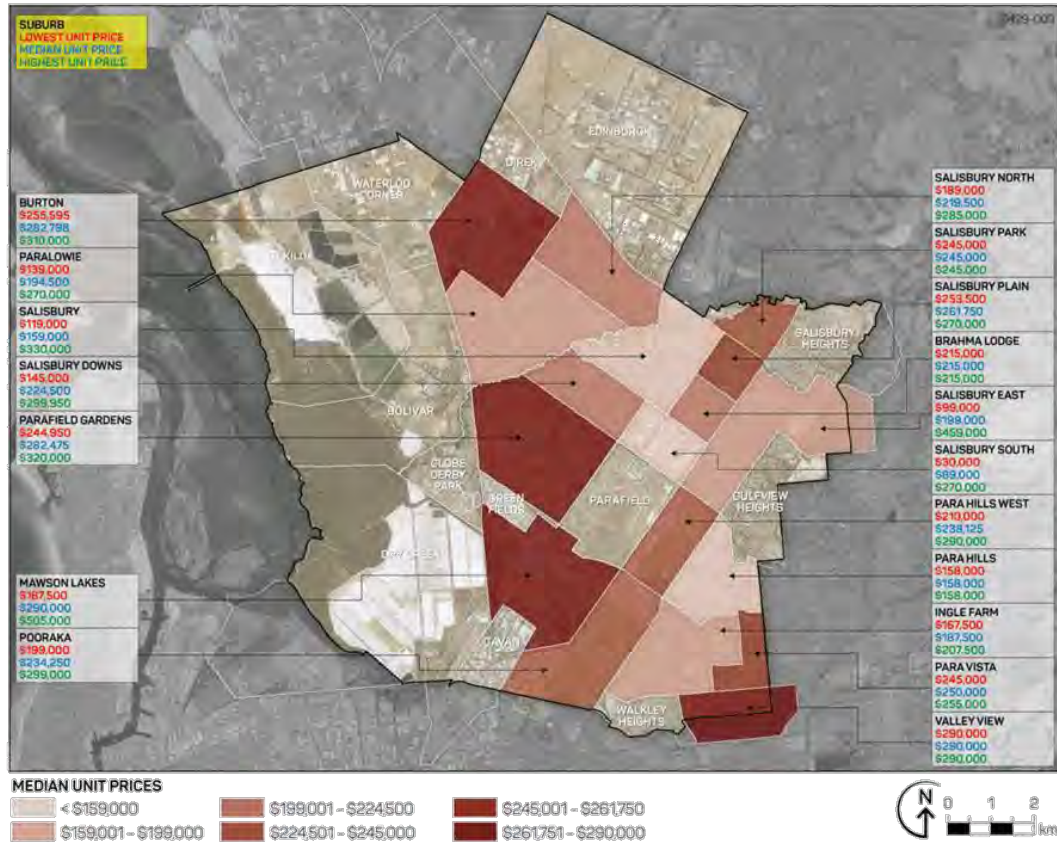 SUBURB
LOWEST UNIT PRICE
MEDIAN UNIT PRICE
HIGHEST UNIT PRICE
0429-000
EDINBURGH
DIREK
WATERLOO
CORNER
ST KILDA
BOLIVAR
GLOBE
DERBY
PARK
GREEN
FIELDS
DRY CREEK
CAVAN
PARAFIELD
GULFVIEW
HEIGHTS
SALISBURY
HEIGHTS
WALKLEY
HEIGHTS
BURTON
$255,595
$282,798
$310,000
PARALOWIE
$139,000
$194,500
$270,000
SALISBURY
$119,000
$159,000
$330,000
SALISBURY DOWNS
$145,000
$224,500
$299,950
PARAFIELD GARDENS
$244,950
$282,475
$320,000
MAWSON LAKES
$187,500
$290,000
$505,000
POORAKA
$199,000
$234,250
$299,000
SALISBURY NORTH
$189,000
$219,500
$285,000
SALISBURY PARK
$245,000
$245,000
$245,000
SALISBURY PLAIN
$253,500
$261,750
$270,000
BRAHMA LODGE
$215,000
$215,000
$215,000
SALISBURY EAST
$99,000
$199,000
$459,000
SALISBURY SOUTH
$30,000
$89,000
$270,000
PARA HILLS WEST
$210,000
$238,125
$290,000
PARA HILLS
$158,000
$158,000
$158,000
INGLE FARM
$167,500
$187,500
$207,500
PARA VISTA
$245,000
$250,000
$255,000
VALLEY VIEW
$290,000
$290,000
$290,000
MEDIAN UNIT PRICES
< $159,000
$199,001 - $224,500
$245,001 - $261,750
$159,001 - $199,000
$224,501 - $245,000
$261,751 - $290,000
N
0 1 2
km